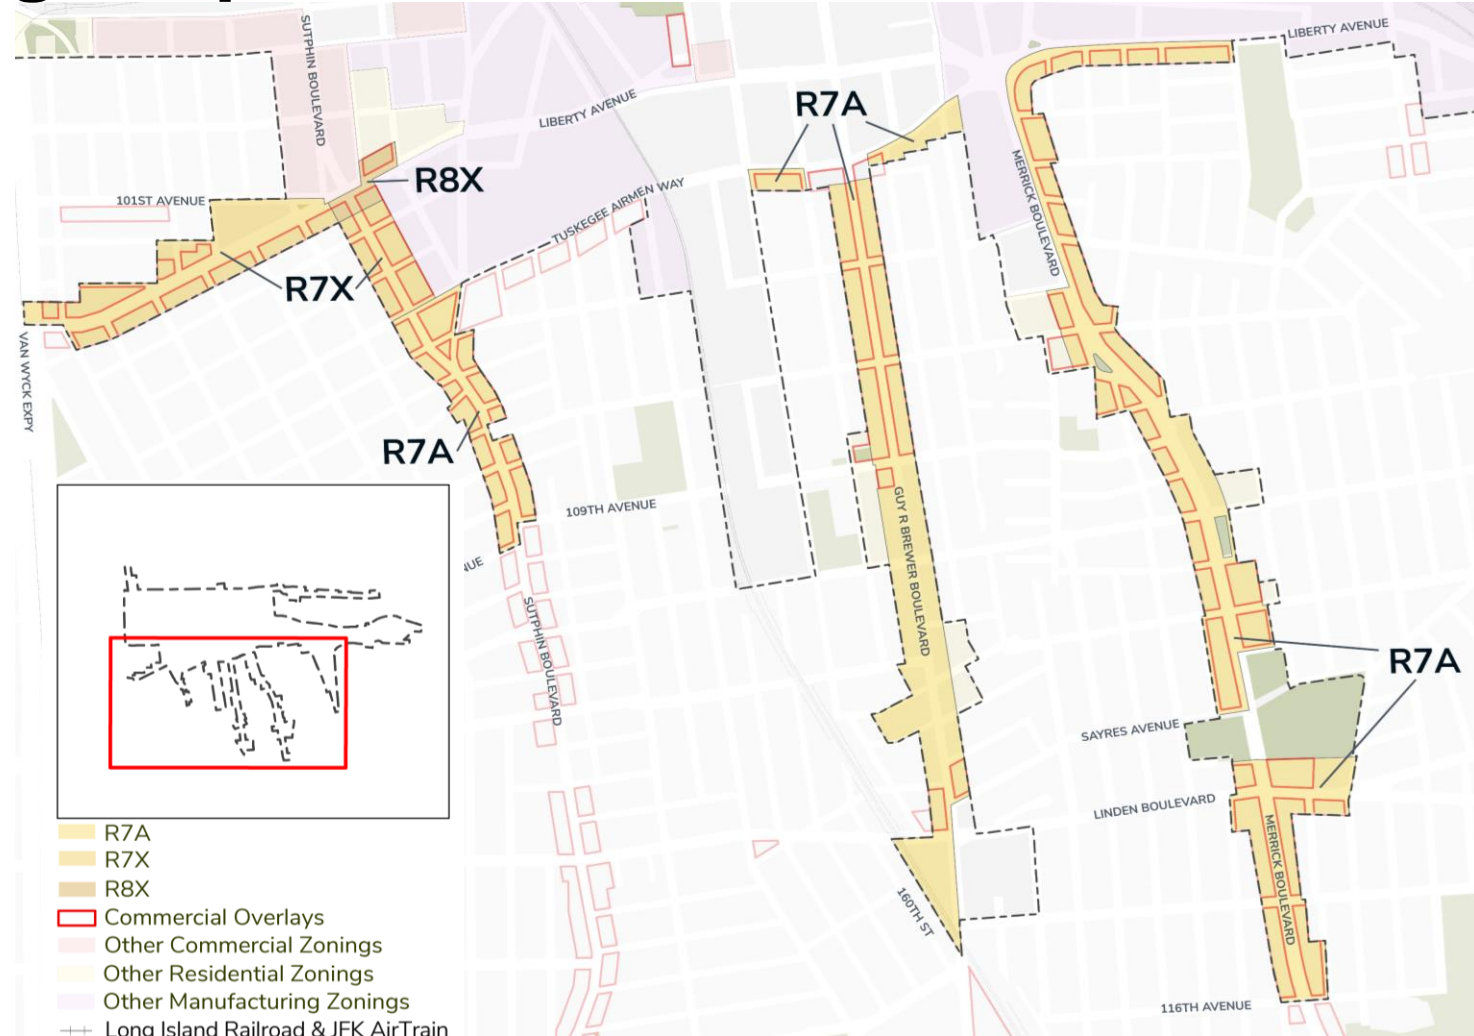 SUTPHIN BOULEVARD
LIBERTY AVENUE
LIBERTY AVENUE
R7A
R8X
101ST AVENUE
TUSKEGEE AIRMEN WAY
MERRICK BOULEVARD
R7X
VAN WYCK EXPY
R7A
109TH AVENUE
GUY R BREWER BOULEVARD
SUTPHIN BOULEVARD
R7A
SAYRES AVENUE
LINDEN BOULEVARD
MERRICK BOULEVARD
160TH ST
116TH AVENUE
R7A
R7X
R8X
Commercial Overlays
Other Commercial Zonings
Other Residential Zonings
Other Manufacturing Zonings
Long Island Railroad & JFK AirTrain